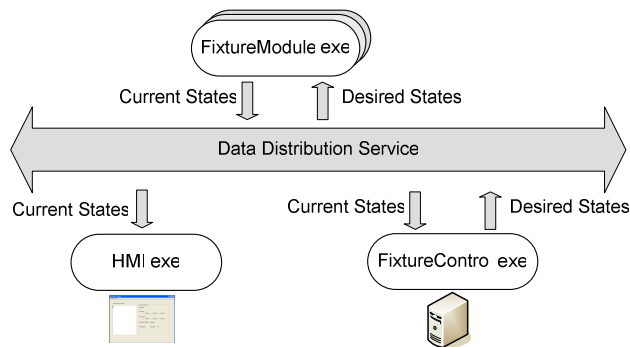 FixtureModule exe
Current States
Desired States
Data Distribution Service
Current States
Current States
Desired States
HMI exe
FixtureContro exe